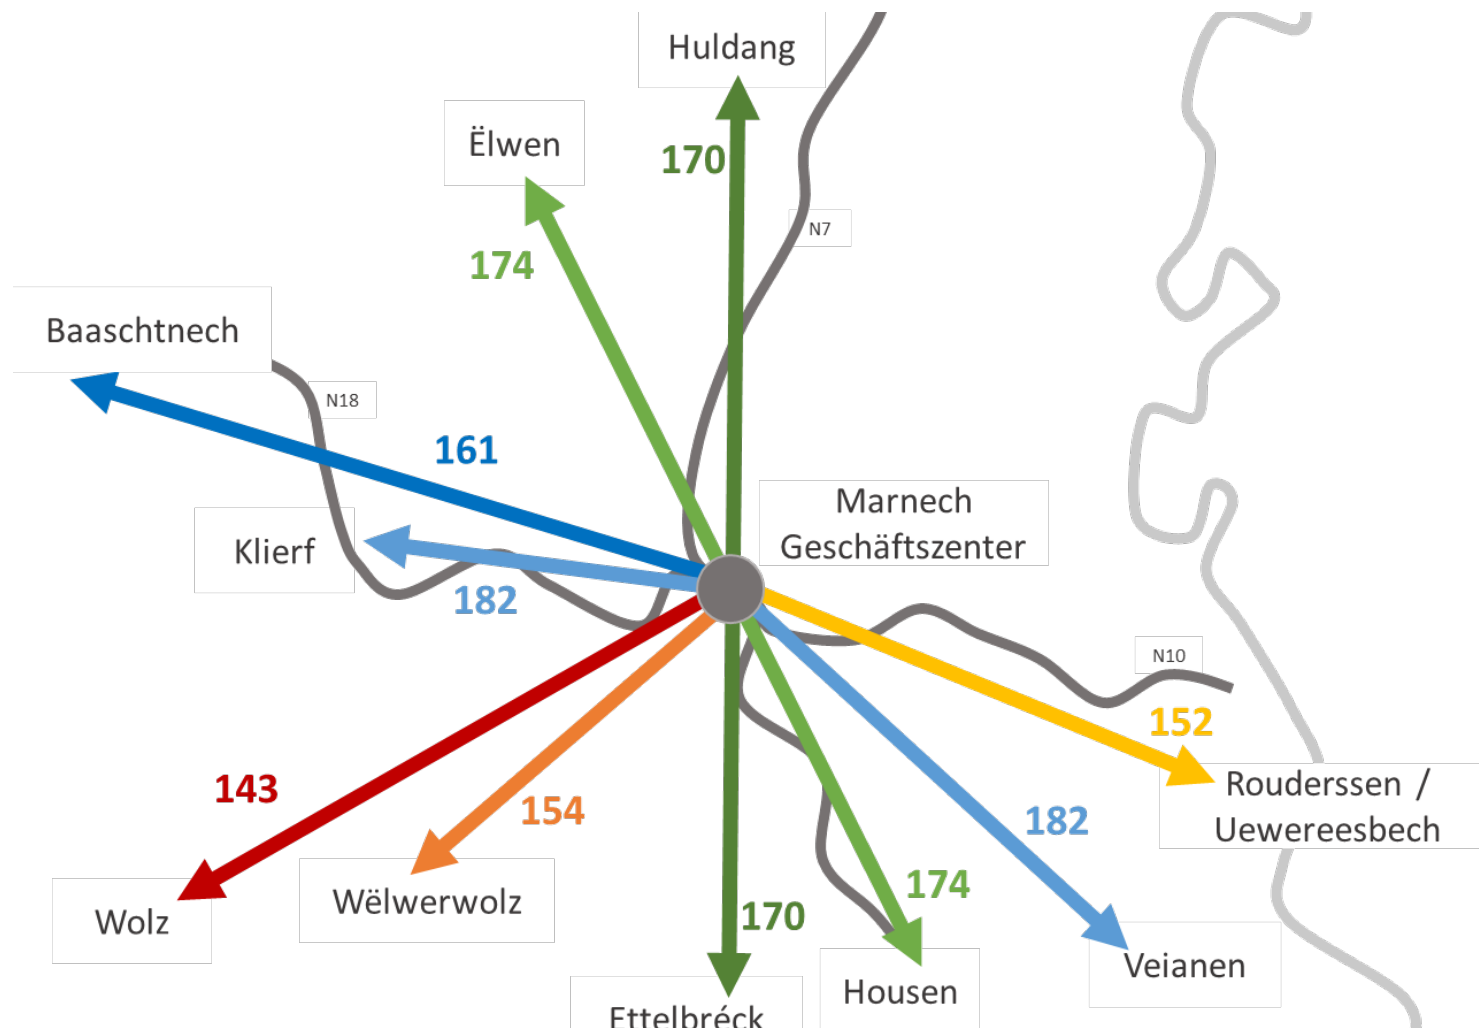 Huldang
Ëlwen
170
N7
174
Baaschtnech
N18
161
Marnech
Geschäftszenter
Klierf
182
N10
152
143
154
Rouderssen /
Uewereesbech
182
174
Wëlwerwolz
170
Wolz
Veianen
Housen
Ettelbréck